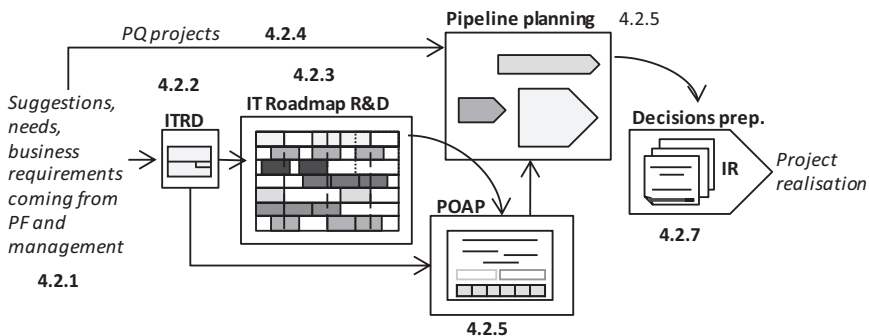 Pipeline planning 4.2.5
PQ projects 4.2.4
4.2.2
4.2.3
Suggestions,
needs,
business
requirements
coming from
PF and
management
4.2.1
ITRD
IT Roadmap R&D
POAP
4.2.5
Decisions prep.
IR
4.2.7
Project
realisation